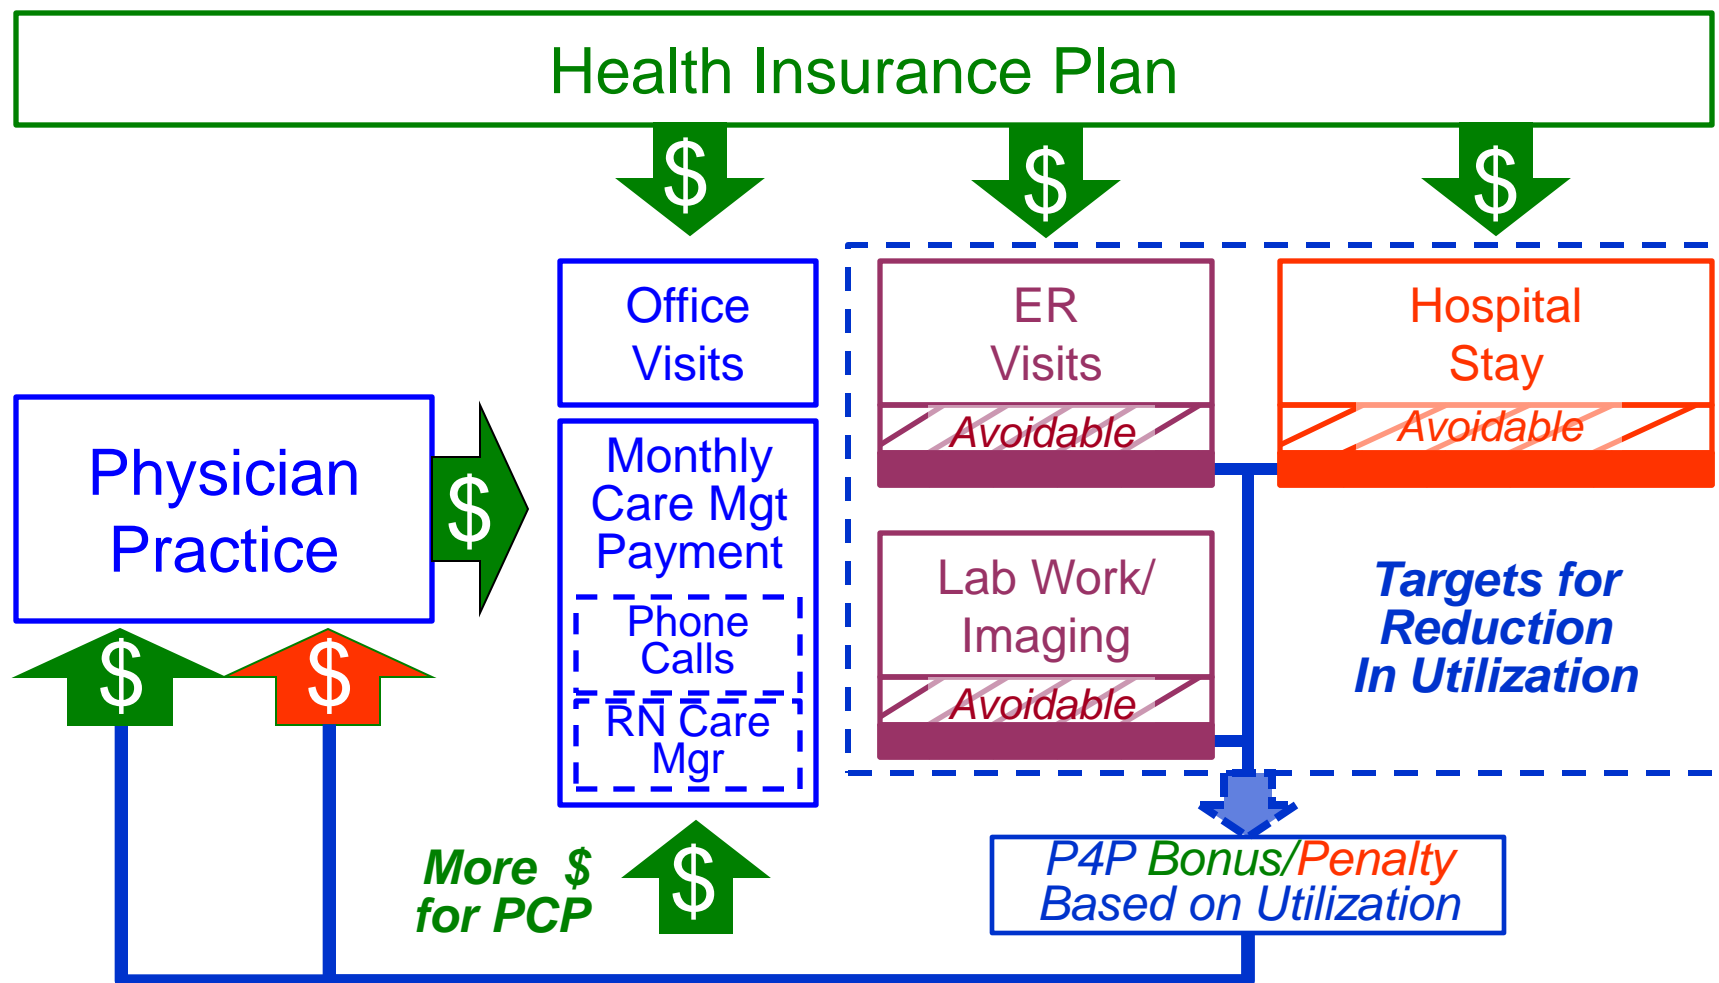 Health Insurance Plan
$
$
$
Office
Visits
ER
Visits
Avoidable
Hospital
Stay
Avoidable
Physician
Practice
$
Monthly
Care Mgt
Payment
Phone
Calls
RN Care
Mgr
Lab Work/
Imaging
Avoidable
Targets for
Reduction
In Utilization
$
$
More $
for PCP
$
P4P Bonus/Penalty
Based on Utilization